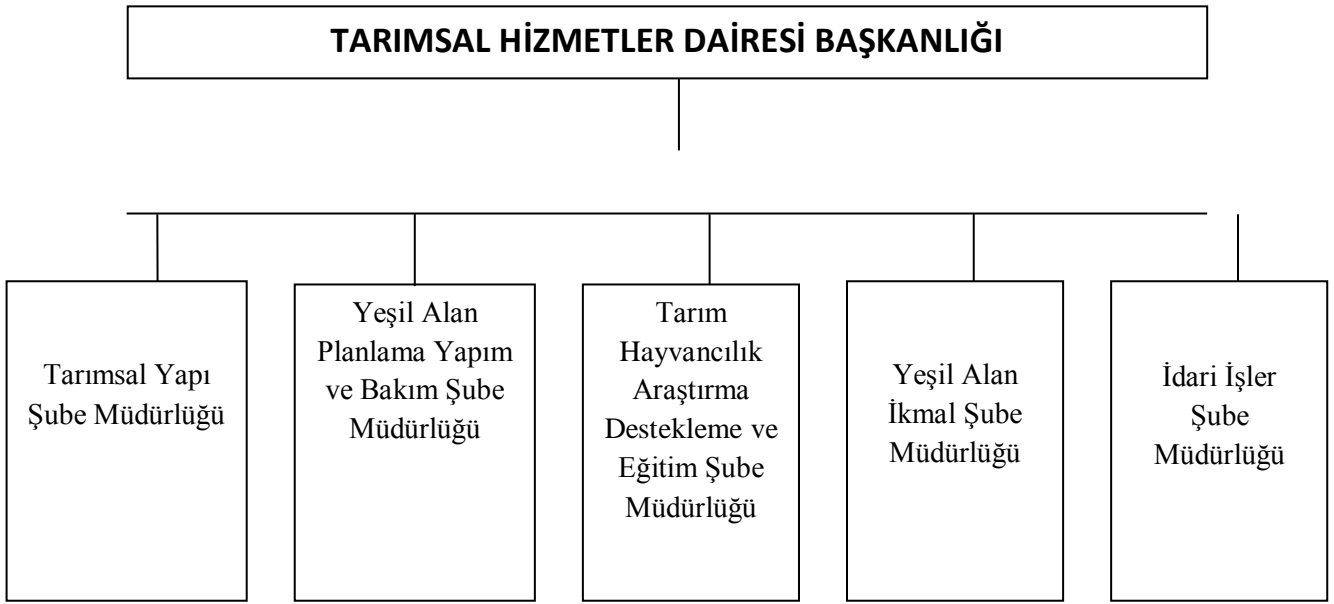 TARIMSAL HİZMETLER DAİRESİ BAŞKANLIĞI
Tarımsal Yapı
Şube Müdürlüğü
Yeşil Alan
Planlama Yapım
ve Bakım Şube
Müdürlüğü
Tarım
Hayvancılık
Araştırma
Destekleme ve
Eğitim Şube
Müdürlüğü
Yeşil Alan
İkmal Şube
Müdürlüğü
İdari İşler
Şube
Müdürlüğü